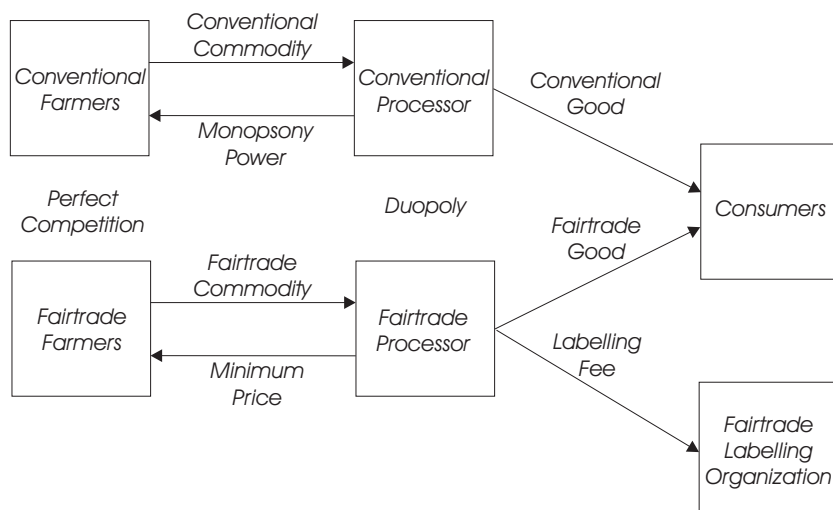 Conventional
Commodity
Conventional
Farmers
Conventional
Processor
Monopsony
Power
Conventional
Good
Perfect
Competition
Duopoly
Consumers
Fairtrade
Good
Fairtrade
Commodity
Fairtrade
Farmers
Fairtrade
Processor
Minimum
Price
Labelling
Fee
Fairtrade
Labelling
Organization